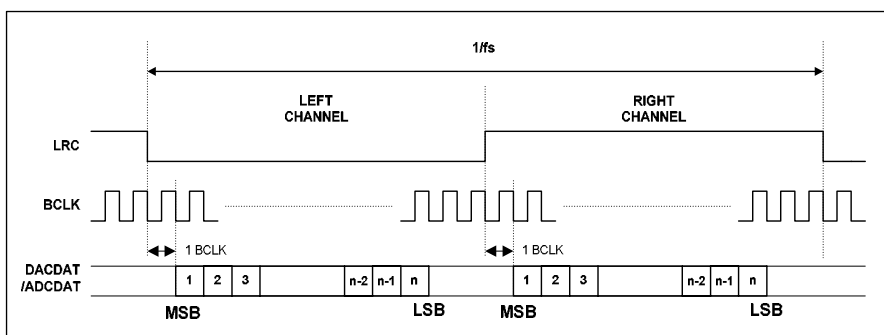 1/fs
LEFT
CHANNEL
RIGHT
CHANNEL
LRC
BCLK
1 BCLK
1 BCLK
DACDAT
/ADCDAT
1 2 3 n-2 n-1 n 1 2 3 n-2 n-1 n
MSB LSB MSB LSB